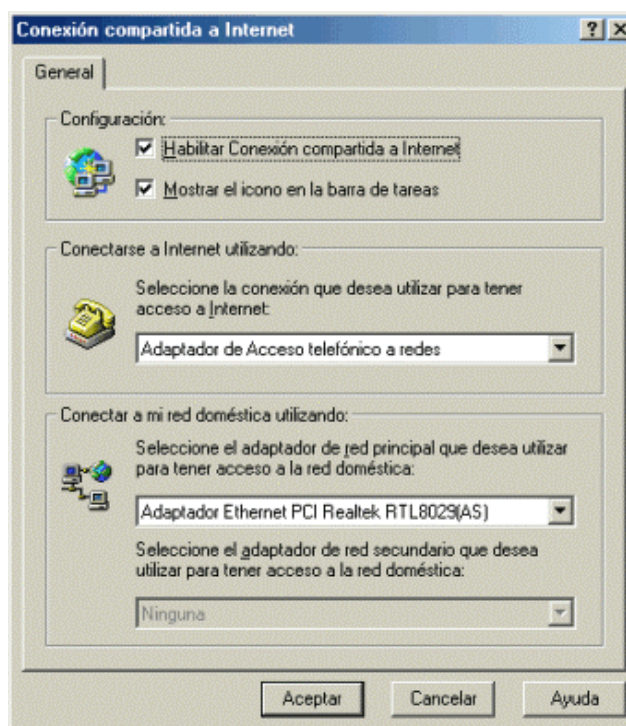 Conexión compartida a Internet
General
Configuración:
Habilitar Conexión compartida a Internet
Mostrar el icono en la barra de tareas
Conectarse a Internet utilizando:
Seleccione la conexión que desea utilizar para tener
acceso a Internet:
Adaptador de Acceso telefónico a redes
Conectar a mi red doméstica utilizando:
Seleccione el adaptador de red principal que desea utilizar
para tener acceso a la red doméstica:
Adaptador Ethernet PCI Realtek RTL8029(AS)
Seleccione el adaptador de red secundario que desea
utilizar para tener acceso a la red doméstica:
Ninguna
Aceptar
Cancelar
Ayuda